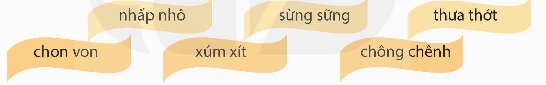 nhấp nhô sừng sững thưa thớt
chon von xúm xít chông chênh